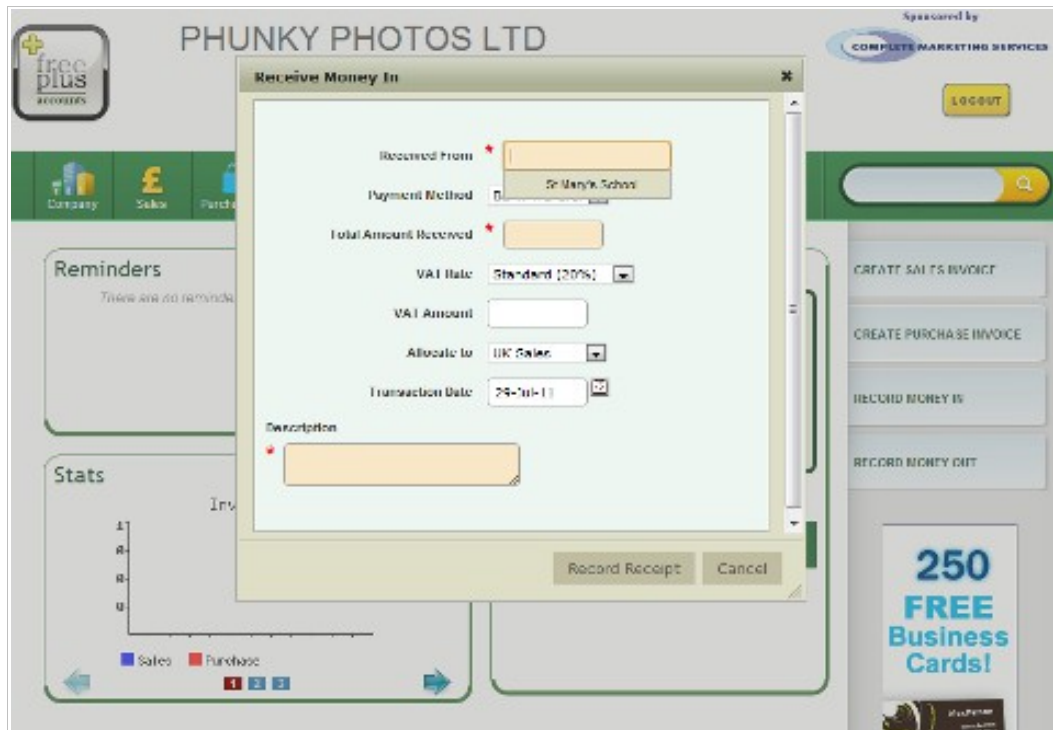 Sponsored by
COMPLETE MARKETING SERVICES
free
plus
accounts
PHUNKY PHOTOS LTD
LOGOUT
Receive Money In
Received From *
St Mary's School
Payment Method
Total Amount Received *
VAT Rate Standard (20%)
VAT Amount
Allocate to UK Sales
Transaction Date 29-Jul-11
Description
*
Record Receipt Cancel
Company Sales
£
Reminders
There are no
Stats
Sales Purchase
1 2 3
CREATE SALES INVOICE
CREATE PURCHASE INVOICE
RECORD MONEY IN
RECORD MONEY OUT
250
FREE
Business
Cards!